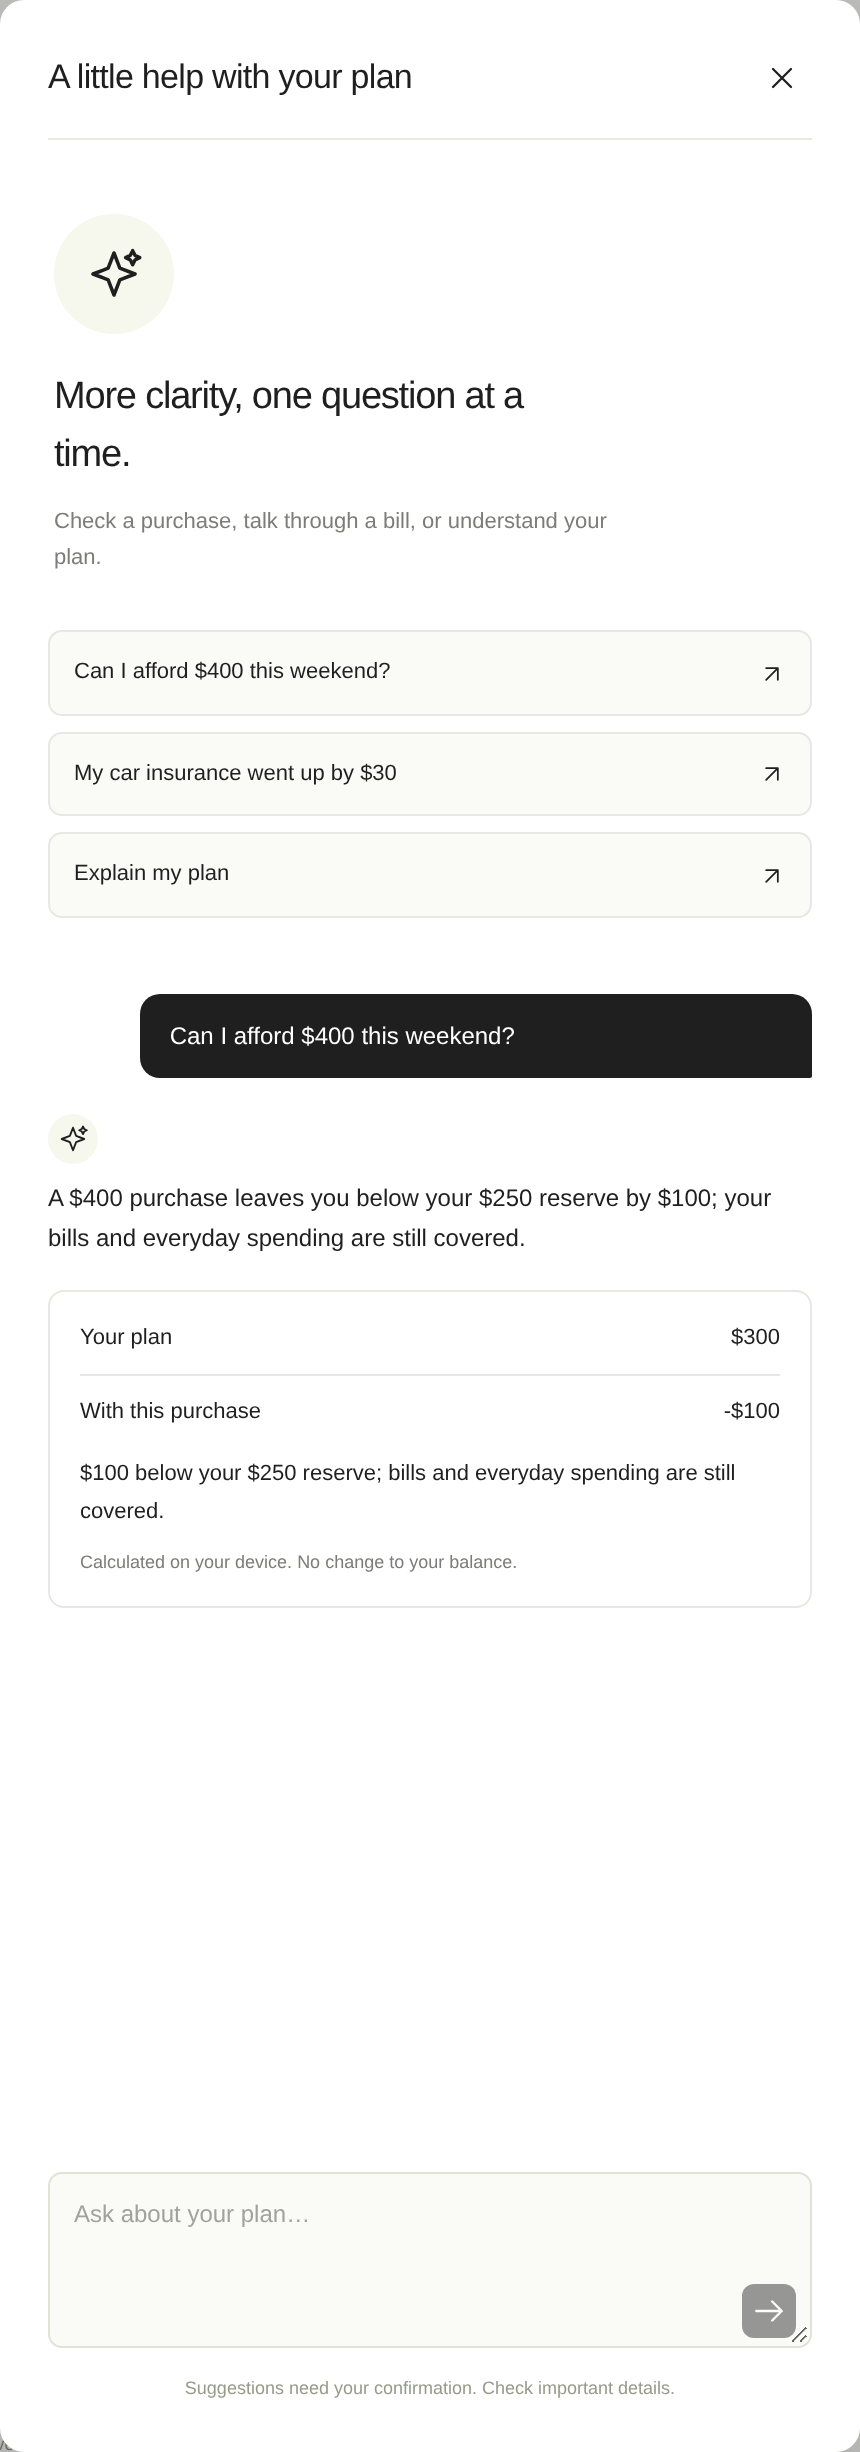 A little help with your plan
More clarity, one question at a
time.
Check a purchase, talk through a bill, or understand your
plan.
Can I afford $400 this weekend?
My car insurance went up by $30
Explain my plan
Can I afford $400 this weekend?
A $400 purchase leaves you below your $250 reserve by $100; your
bills and everyday spending are still covered.
Your plan $300
With this purchase -$100
$100 below your $250 reserve; bills and everyday spending are still
covered.
Calculated on your device. No change to your balance.
Ask about your plan…
Suggestions need your confirmation. Check important details.